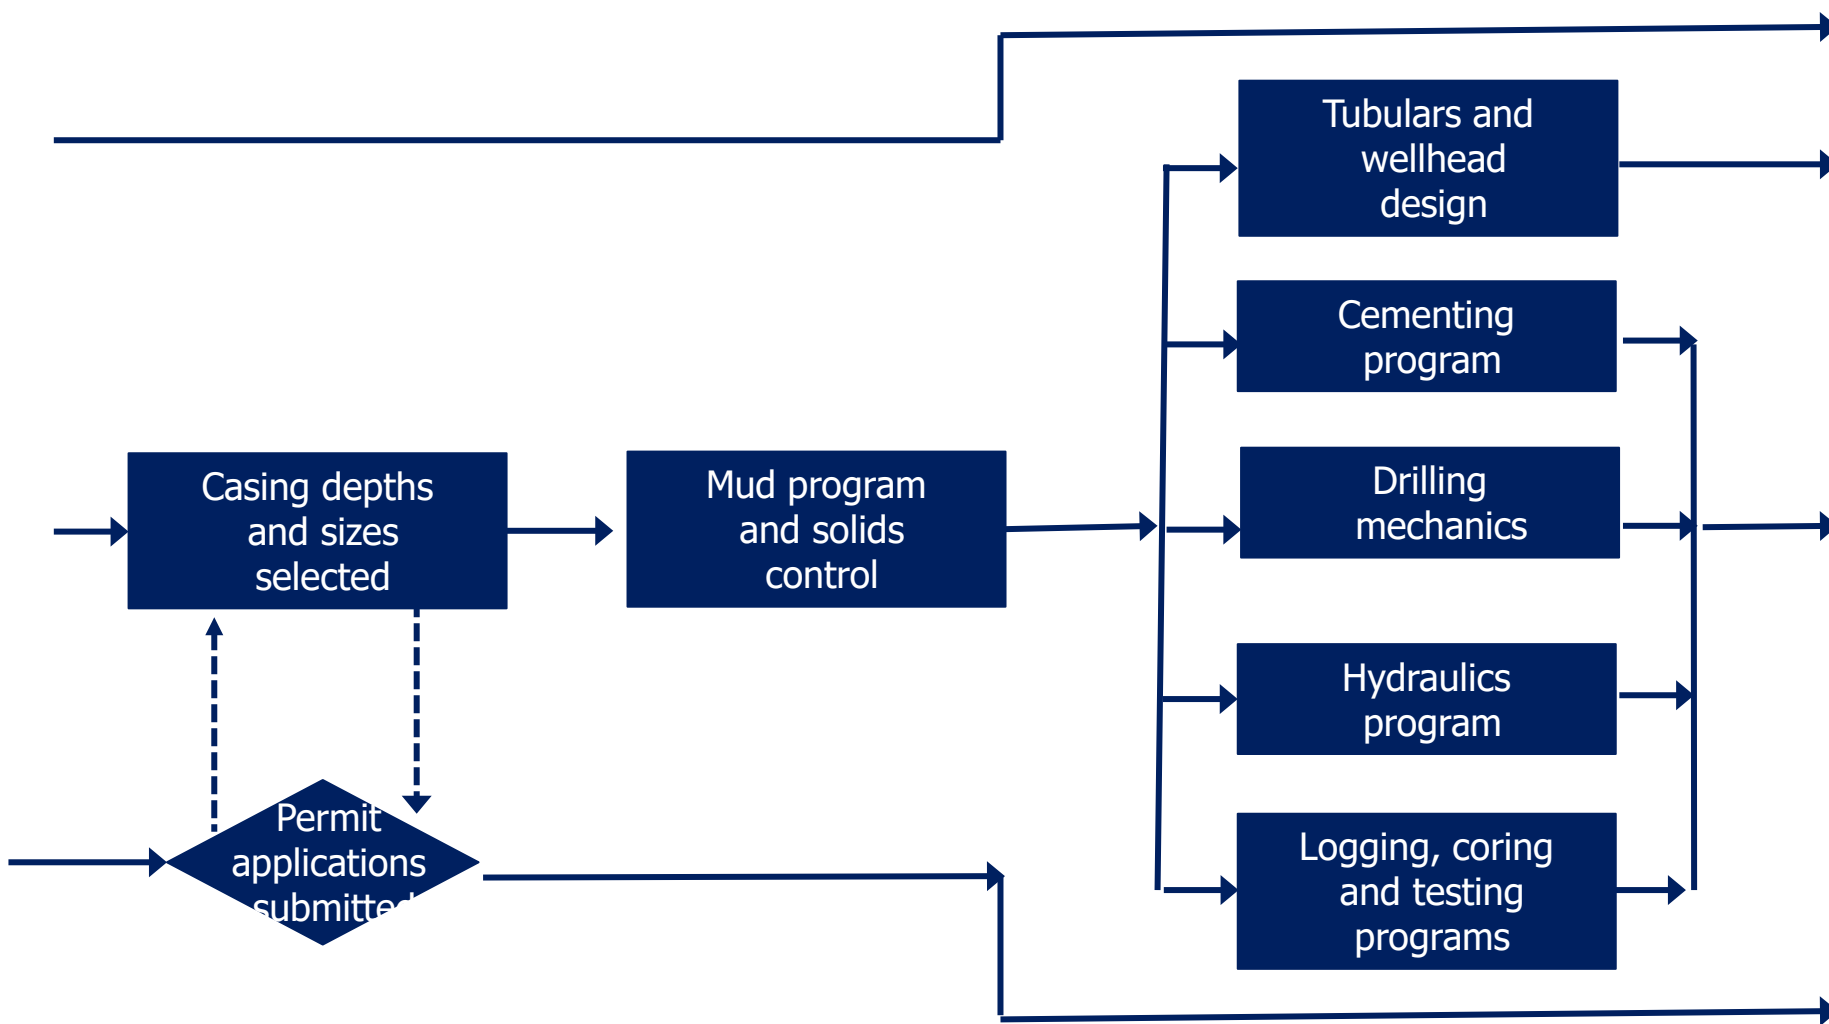 Tubulars and
wellhead
design
Cementing
program
Casing depths
and sizes
selected
Mud program
and solids
control
Drilling
mechanics
Hydraulics
program
Permit
applications
submitted
Logging, coring
and testing
programs